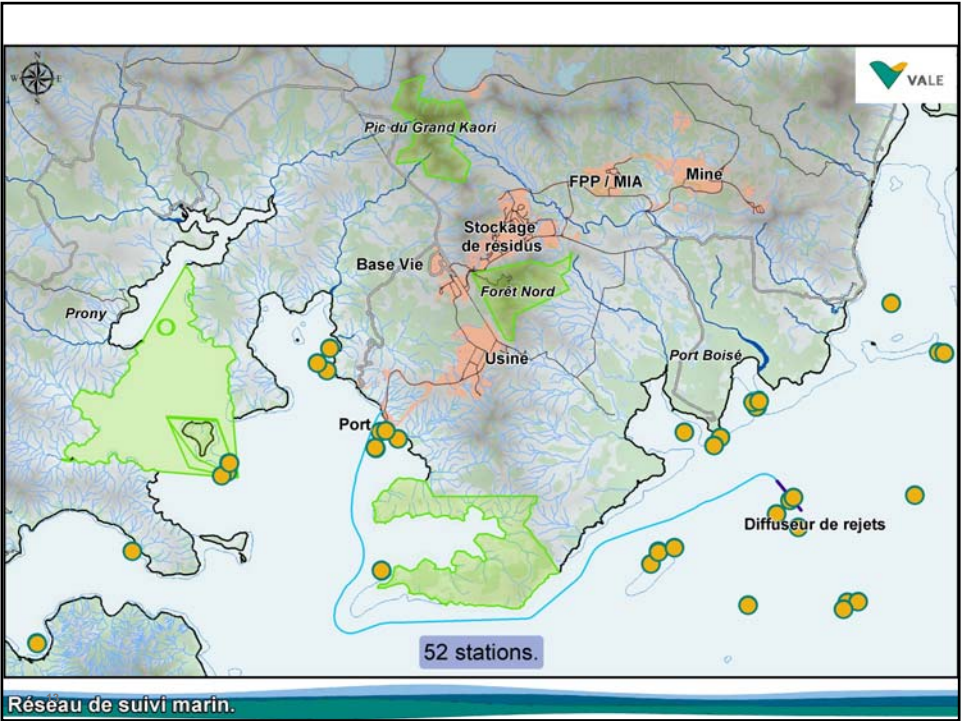 N
W E
S
VALE
Pic du Grand Kaori
FPP / MIA
Mine
Stockage
de résidus
Base Vie
Forêt Nord
Prony
Usine
Port Boisé
Port
Diffuseur de rejets
52 stations.
Réseau de suivi marin.